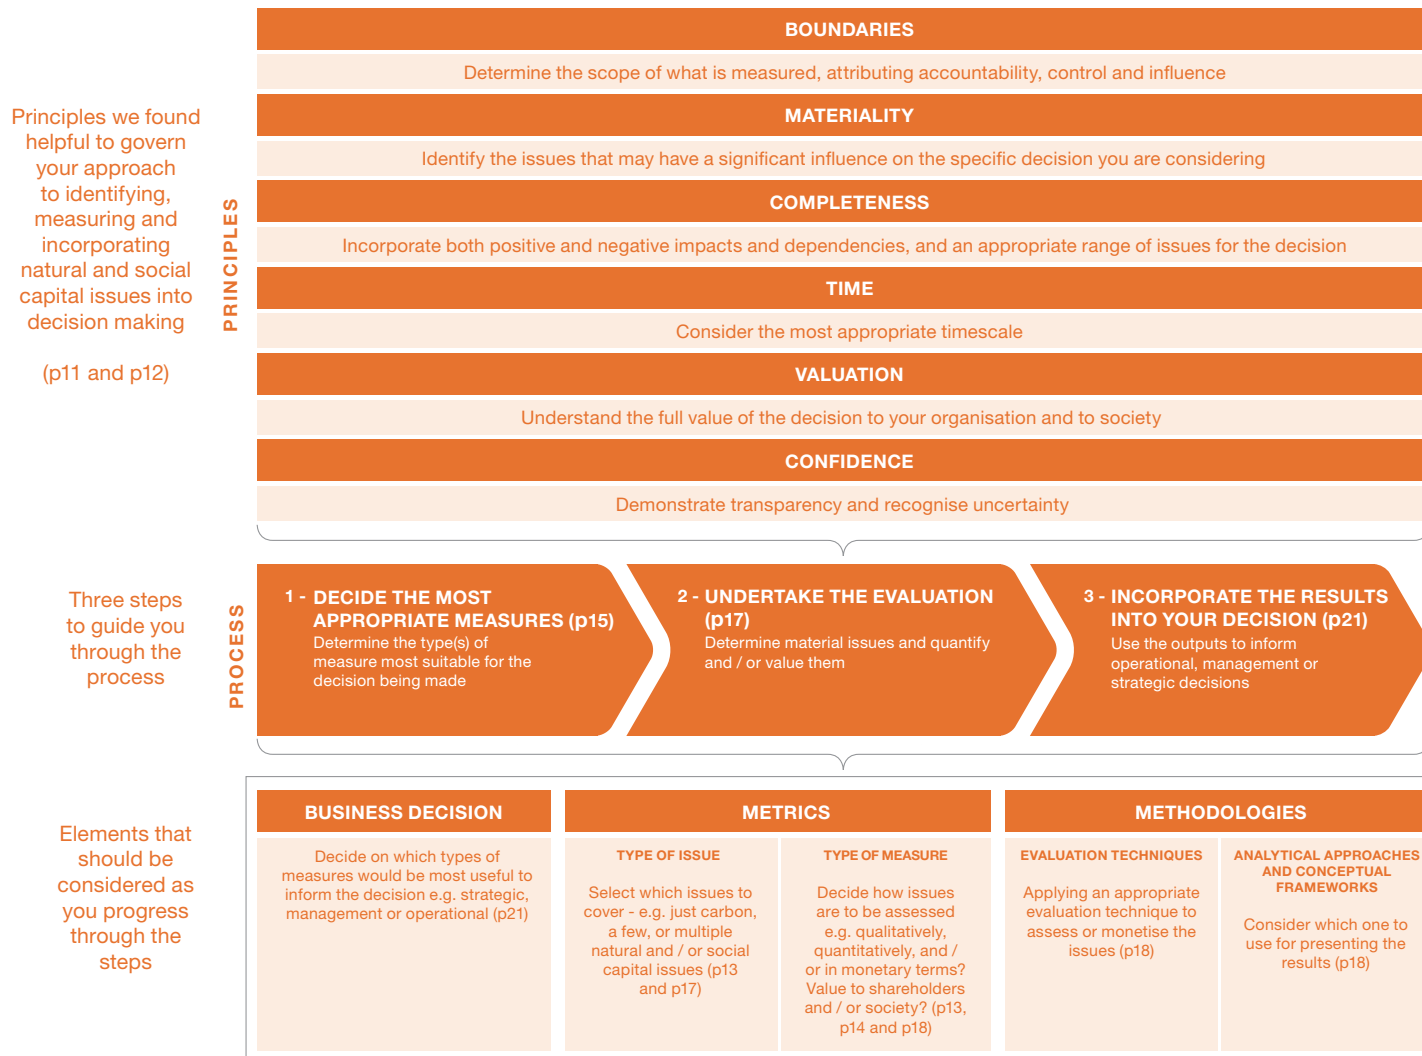 Principles we found
helpful to govern
your approach
to identifying,
measuring and
incorporating
natural and social
capital issues into
decision making
(p11 and p12)
PRINCIPLES
BOUNDARIES
Determine the scope of what is measured, attributing accountability, control and influence
MATERIALITY
Identify the issues that may have a significant influence on the specific decision you are considering
COMPLETENESS
Incorporate both positive and negative impacts and dependencies, and an appropriate range of issues for the decision
TIME
Consider the most appropriate timescale
VALUATION
Understand the full value of the decision to your organisation and to society
CONFIDENCE
Demonstrate transparency and recognise uncertainty
Three steps
to guide you
through the
process
PROCESS
1 - DECIDE THE MOST
APPROPRIATE MEASURES (p15)
Determine the type(s) of
measure most suitable for the
decision being made
2 - UNDERTAKE THE EVALUATION
(p17)
Determine material issues and quantify
and / or value them
3 - INCORPORATE THE RESULTS
INTO YOUR DECISION (p21)
Use the outputs to inform
operational, management or
strategic decisions
Elements that
should be
considered as
you progress
through the
steps
BUSINESS DECISION
Decide on which types of
measures would be most useful to
inform the decision e.g. strategic,
management or operational (p21)
METRICS
TYPE OF ISSUE
Select which issues to
cover - e.g. just carbon,
a few, or multiple
natural and / or social
capital issues (p13
and p17)
TYPE OF MEASURE
Decide how issues
are to be assessed
e.g. qualitatively,
quantitatively, and /
or in monetary terms?
Value to shareholders
and / or society? (p13,
p14 and p18)
METHODOLOGIES
EVALUATION TECHNIQUES
Applying an appropriate
evaluation technique to
assess or monetise the
issues (p18)
ANALYTICAL APPROACHES
AND CONCEPTUAL
FRAMEWORKS
Consider which one to
use for presenting the
results (p18)